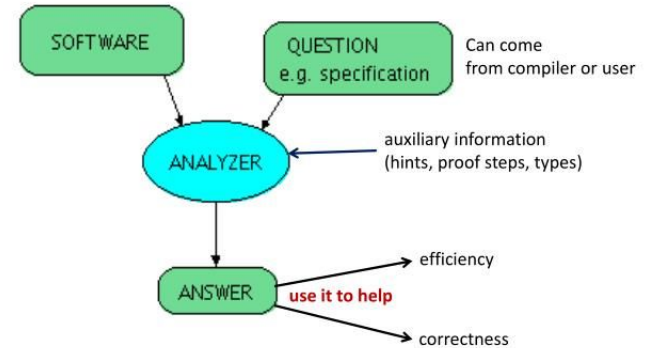 SOFTWARE
QUESTION
e.g. specification
Can come
from compiler or user
ANALYZER
auxiliary information
(hints, proof steps, types)
efficiency
ANSWER
use it to help
correctness